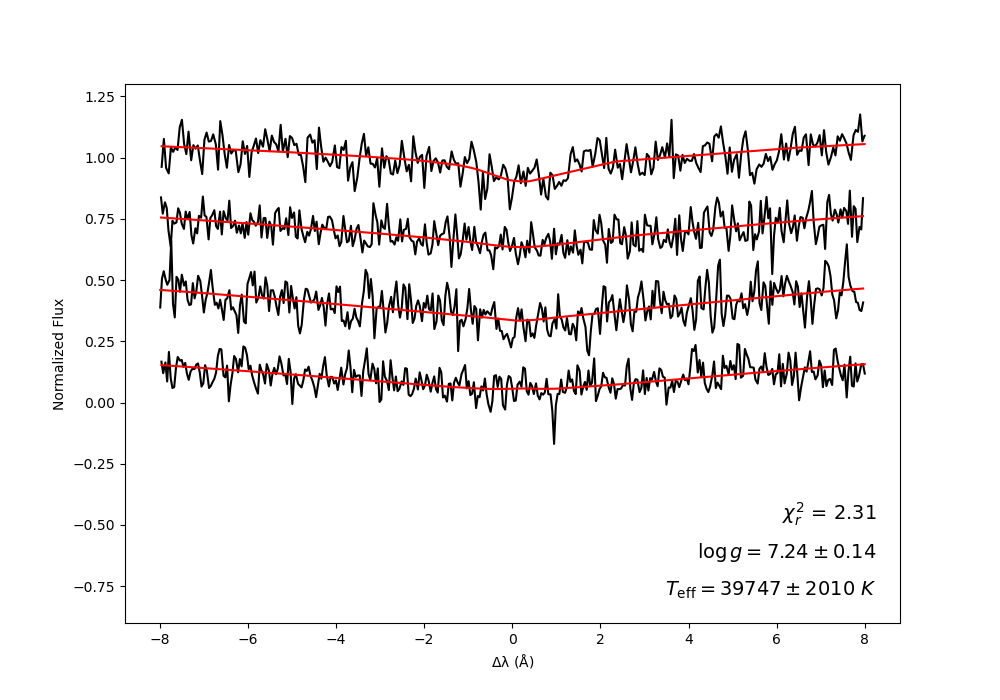 1.25
1.00
0.75
0.50
0.25
0.00
−0.25
−0.50
−0.75
Normalized Flux
χ²ᵣ = 2.31
log g = 7.24 ± 0.14
T_eff = 39747 ± 2010 K
−8 −6 −4 −2 0 2 4 6 8
Δλ (Å)